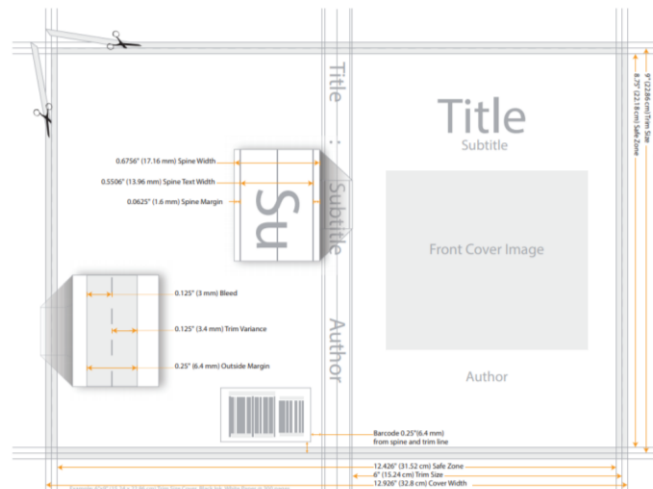 Title : Subtitle Author
Title
Subtitle
Front Cover Image
Author
9" (22.86 cm) Trim Size
8.75" (22.18 cm) Safe Zone
0.6756" (17.16 mm) Spine Width
0.5506" (13.96 mm) Spine Text Width
0.0625" (1.6 mm) Spine Margin
Su
0.125" (3 mm) Bleed
0.125" (3.4 mm) Trim Variance
0.25" (6.4 mm) Outside Margin
Barcode 0.25"(6.4 mm)
from spine and trim line
12.426" (31.52 cm) Safe Zone
6" (15.24 cm) Trim Size
12.926" (32.8 cm) Cover Width